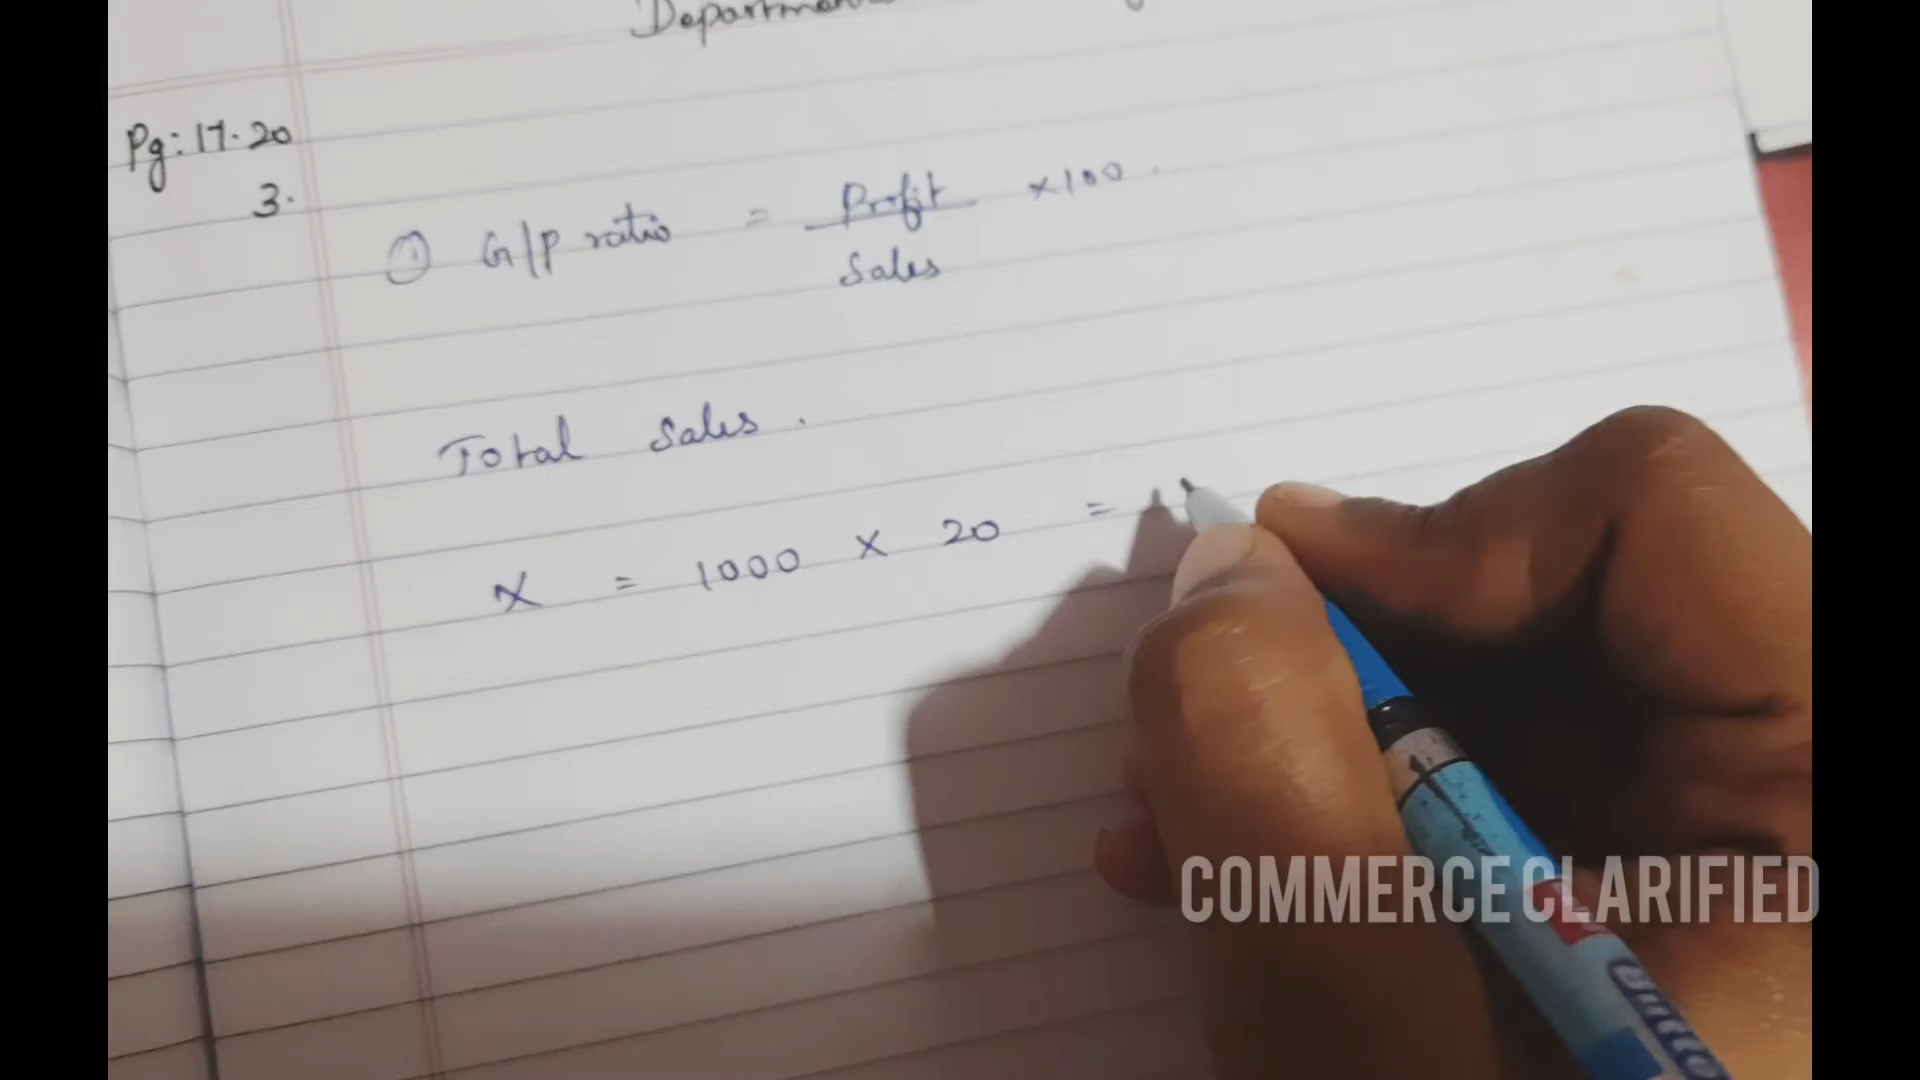 Pg: 17.20
3.
① G/P ratio = Profit / Sales × 100.
Total Sales.
X = 1000 × 20 =
COMMERCE CLARIFIED